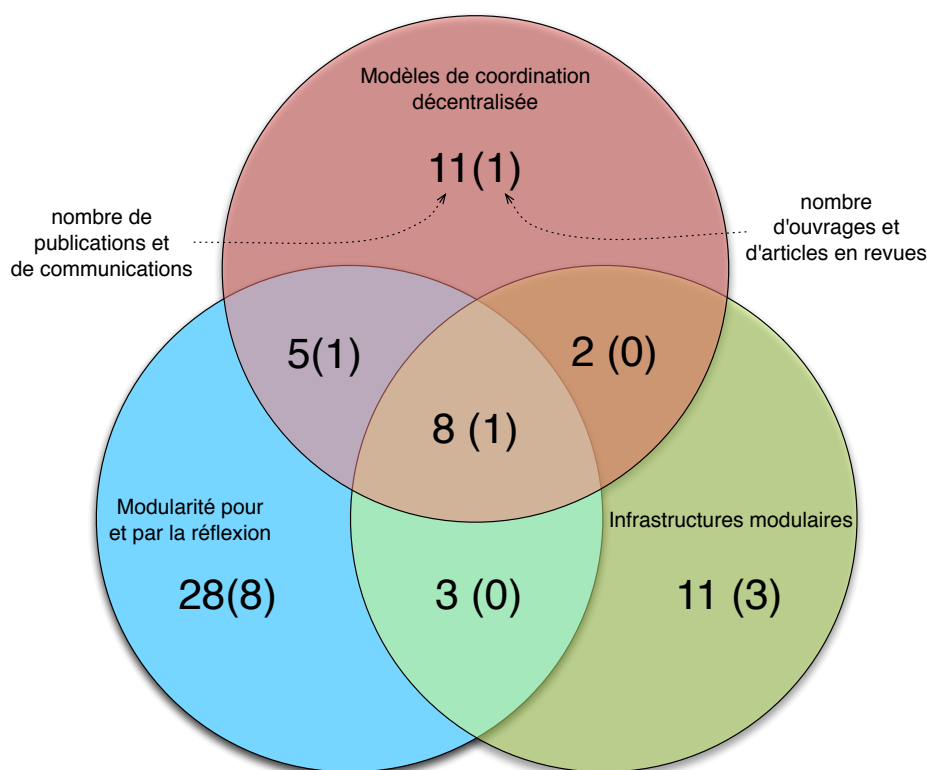 Modèles de coordination
décentralisée
11(1)
nombre de
publications et
de communications
nombre
d'ouvrages et
d'articles en revues
5(1)
2 (0)
8 (1)
Modularité pour
et par la réflexion
Infrastructures modulaires
28(8)
3 (0)
11 (3)